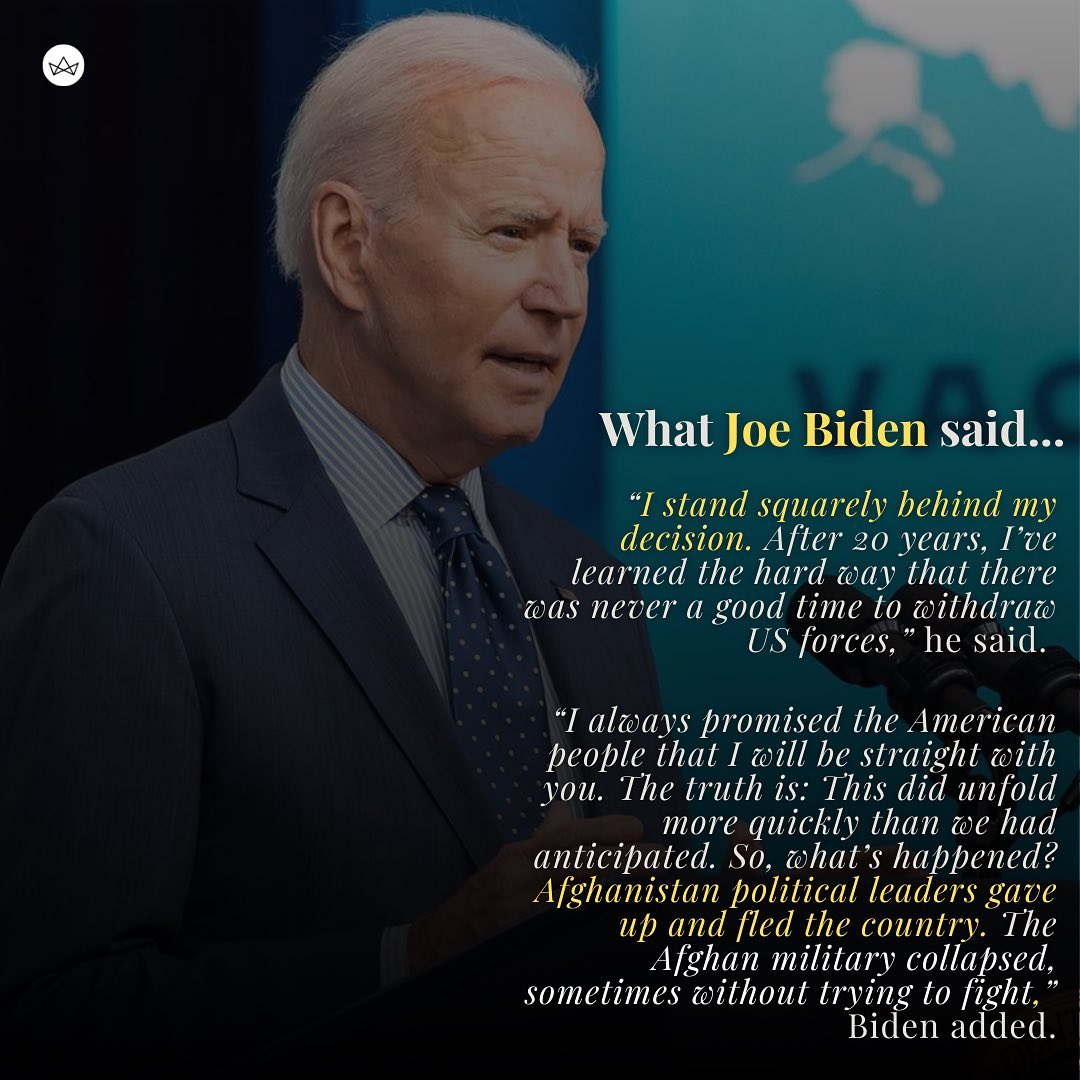 VAC
What Joe Biden said...
“I stand squarely behind my
decision. After 20 years, I’ve
learned the hard way that there
was never a good time to withdraw
US forces,” he said.
“I always promised the American
people that I will be straight with
you. The truth is: This did unfold
more quickly than we had
anticipated. So, what’s happened?
Afghanistan political leaders gave
up and fled the country. The
Afghan military collapsed,
sometimes without trying to fight,”
Biden added.